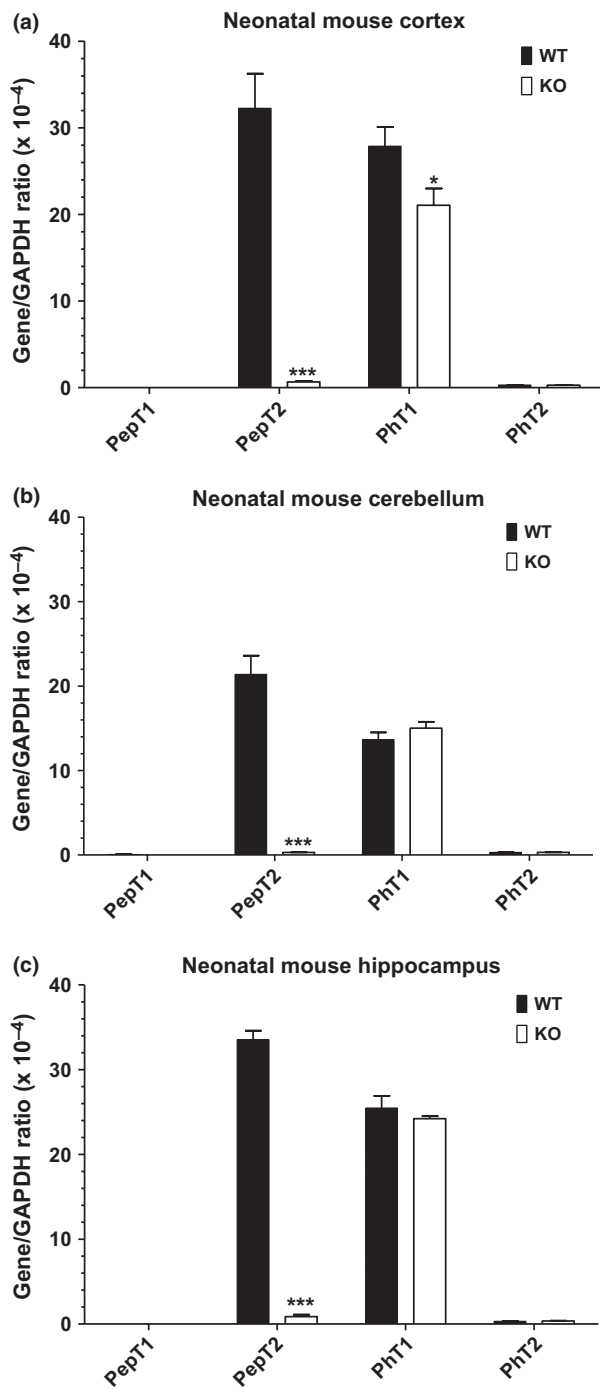 (a) Neonatal mouse cortex
Gene/GAPDH ratio (x 10⁻⁴)
40
30
20
10
0
WT
KO
***
*
PepT1 PepT2 PhT1 PhT2
(b) Neonatal mouse cerebellum
Gene/GAPDH ratio (x 10⁻⁴)
40
30
20
10
0
WT
KO
***
PepT1 PepT2 PhT1 PhT2
(c) Neonatal mouse hippocampus
Gene/GAPDH ratio (x 10⁻⁴)
40
30
20
10
0
WT
KO
***
PepT1 PepT2 PhT1 PhT2